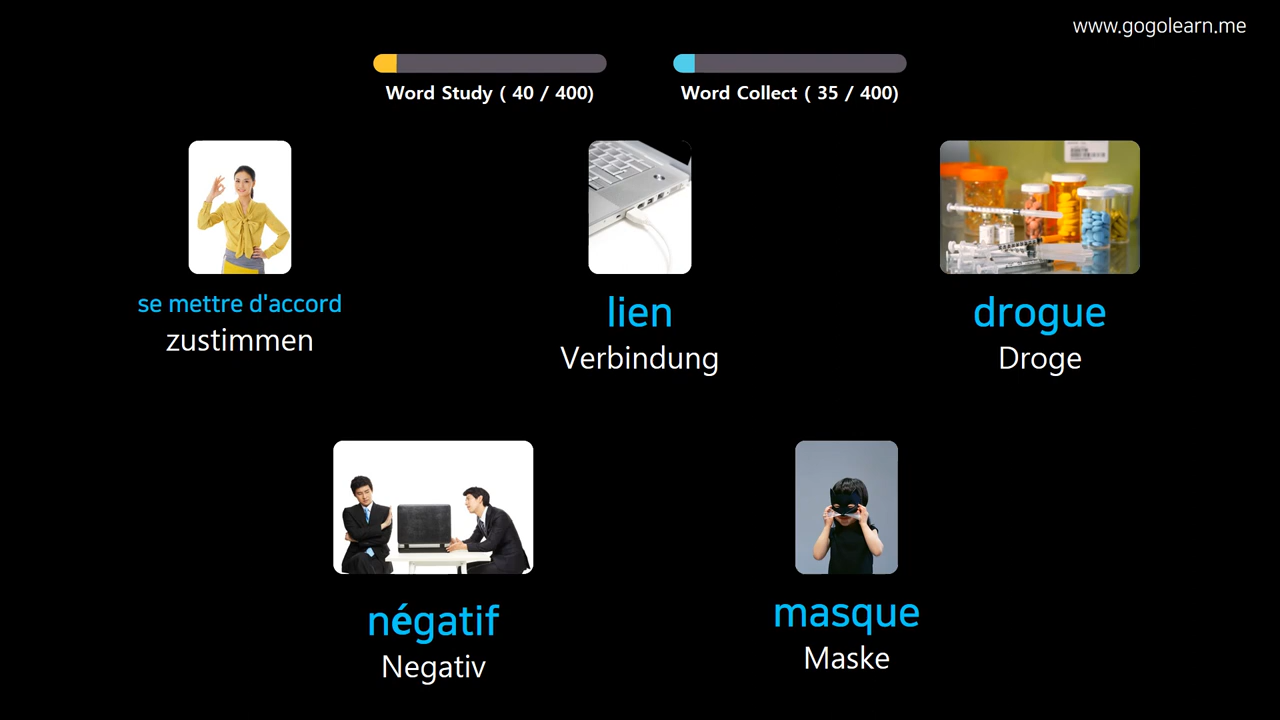 www.gogolearn.me
Word Study ( 40 / 400)
Word Collect ( 35 / 400)
se mettre d'accord
zustimmen
lien
Verbindung
drogue
Droge
négatif
Negativ
masque
Maske